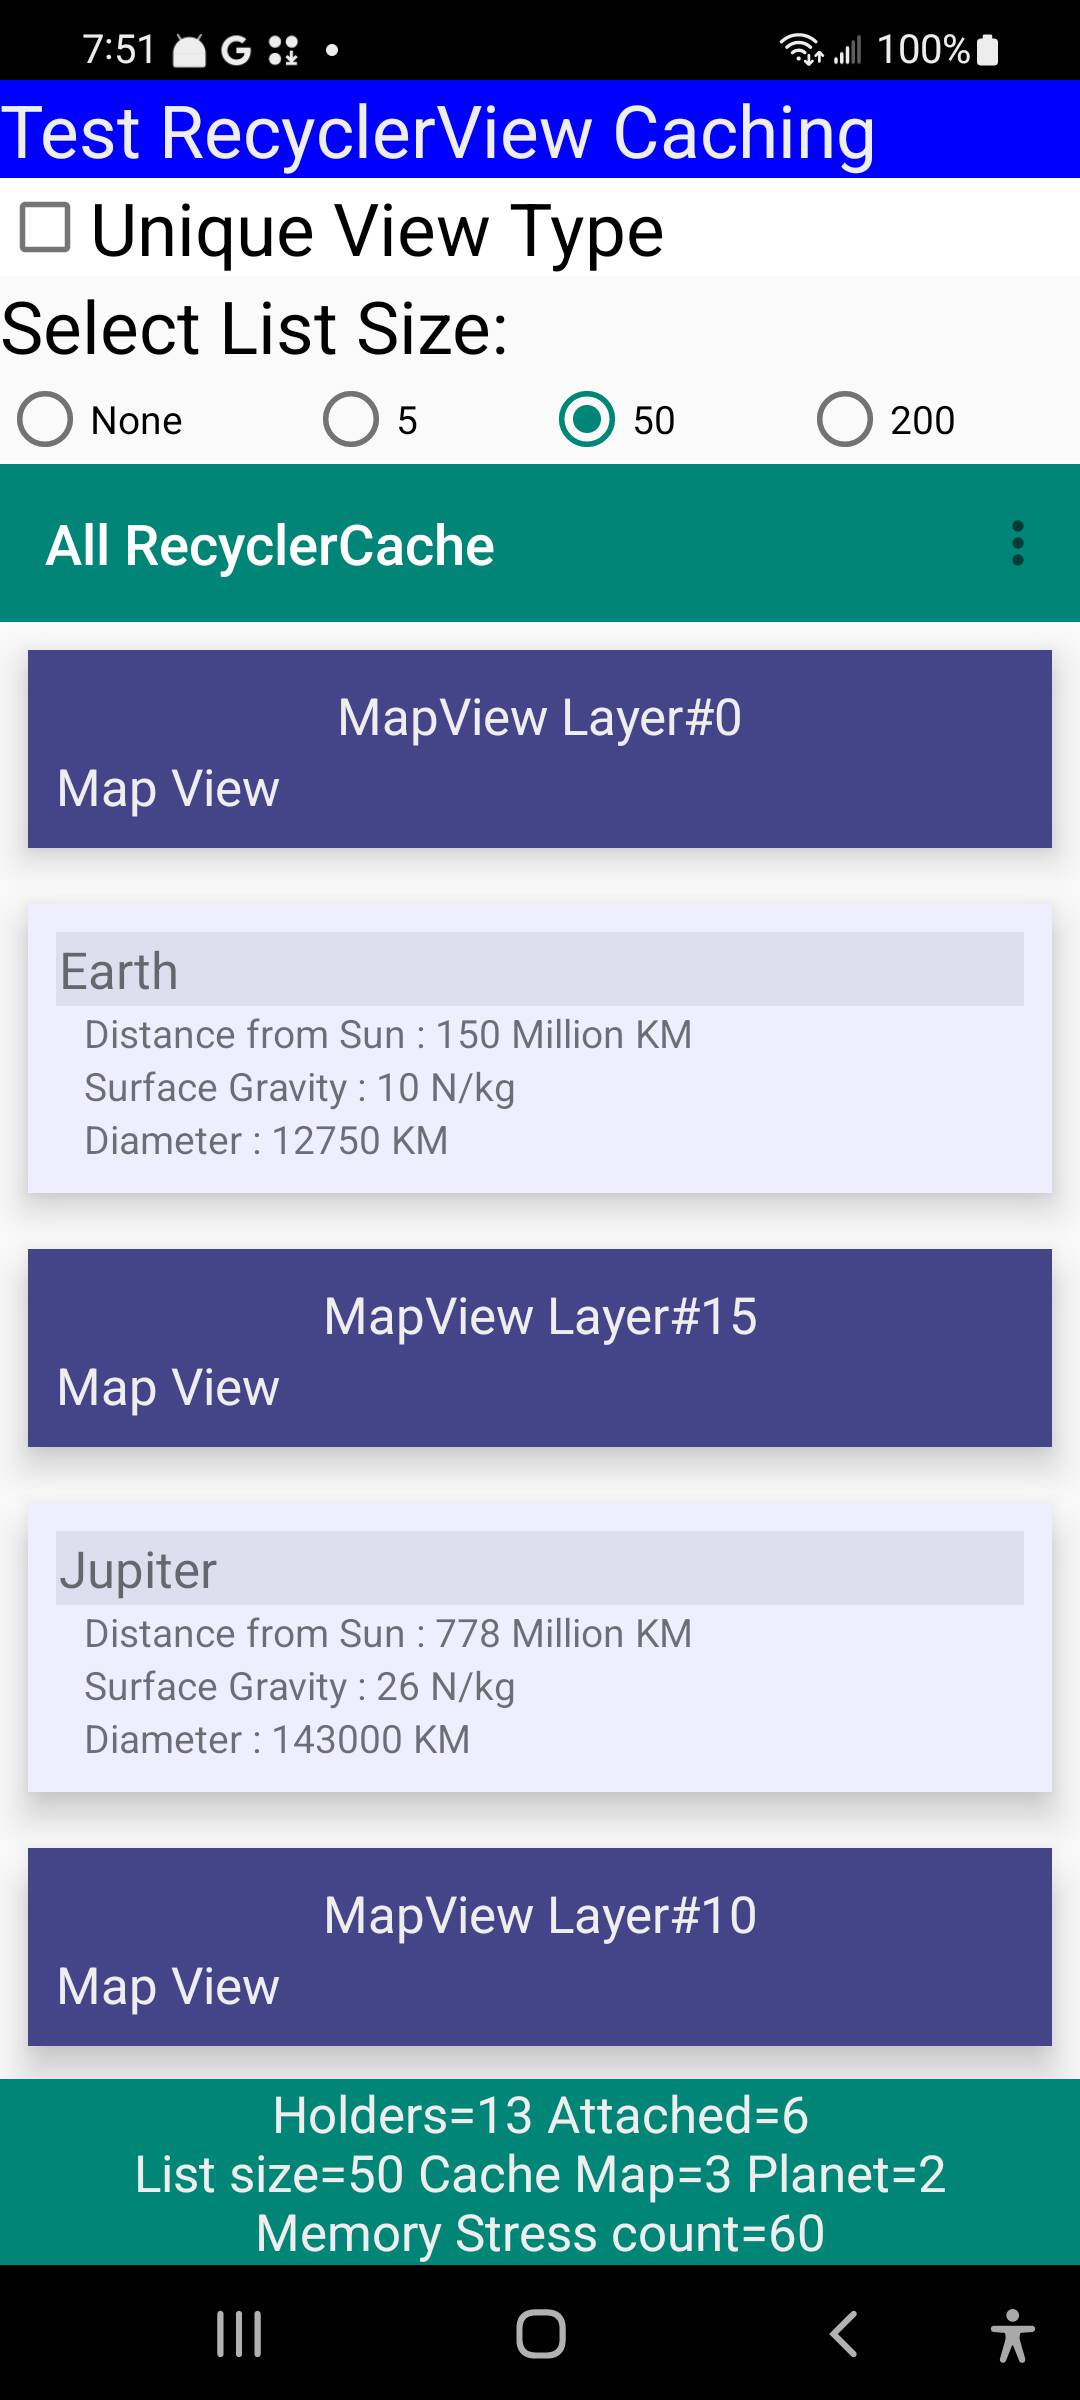 7:51 G 100%
Test RecyclerView Caching
Unique View Type
Select List Size:
None 5 50 200
All RecyclerCache
MapView Layer#0
Map View
Earth
Distance from Sun : 150 Million KM
Surface Gravity : 10 N/kg
Diameter : 12750 KM
MapView Layer#15
Map View
Jupiter
Distance from Sun : 778 Million KM
Surface Gravity : 26 N/kg
Diameter : 143000 KM
MapView Layer#10
Map View
Holders=13 Attached=6
List size=50 Cache Map=3 Planet=2
Memory Stress count=60